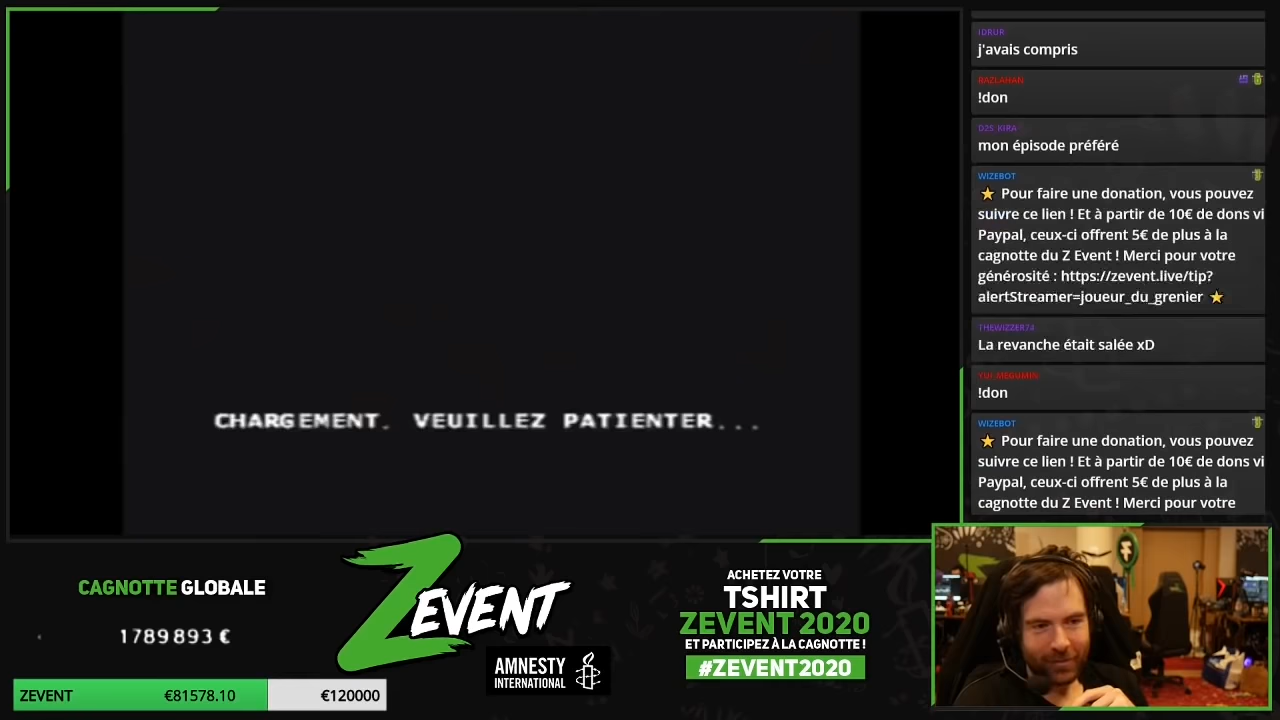 CHARGEMENT, VEUILLEZ PATIENTER...
IDRUR
j'avais compris
RAZLAHAN
!don
D2S_KIRA
mon épisode préféré
WIZEBOT
Pour faire une donation, vous pouvez
suivre ce lien ! Et à partir de 10€ de dons vi
Paypal, ceux-ci offrent 5€ de plus à la
cagnotte du Z Event ! Merci pour votre
générosité : https://zevent.live/tip?
alertStreamer=joueur_du_grenier
THEWIZZER74
La revanche était salée xD
YUI_MEGUMIN
!don
WIZEBOT
Pour faire une donation, vous pouvez
suivre ce lien ! Et à partir de 10€ de dons vi
Paypal, ceux-ci offrent 5€ de plus à la
cagnotte du Z Event ! Merci pour votre
CAGNOTTE GLOBALE
1789893 €
ZEVENT €81578.10 €120000
ZEVENT
AMNESTY
INTERNATIONAL
ACHETEZ VOTRE
TSHIRT
ZEVENT 2020
ET PARTICIPEZ À LA CAGNOTTE !
#ZEVENT2020